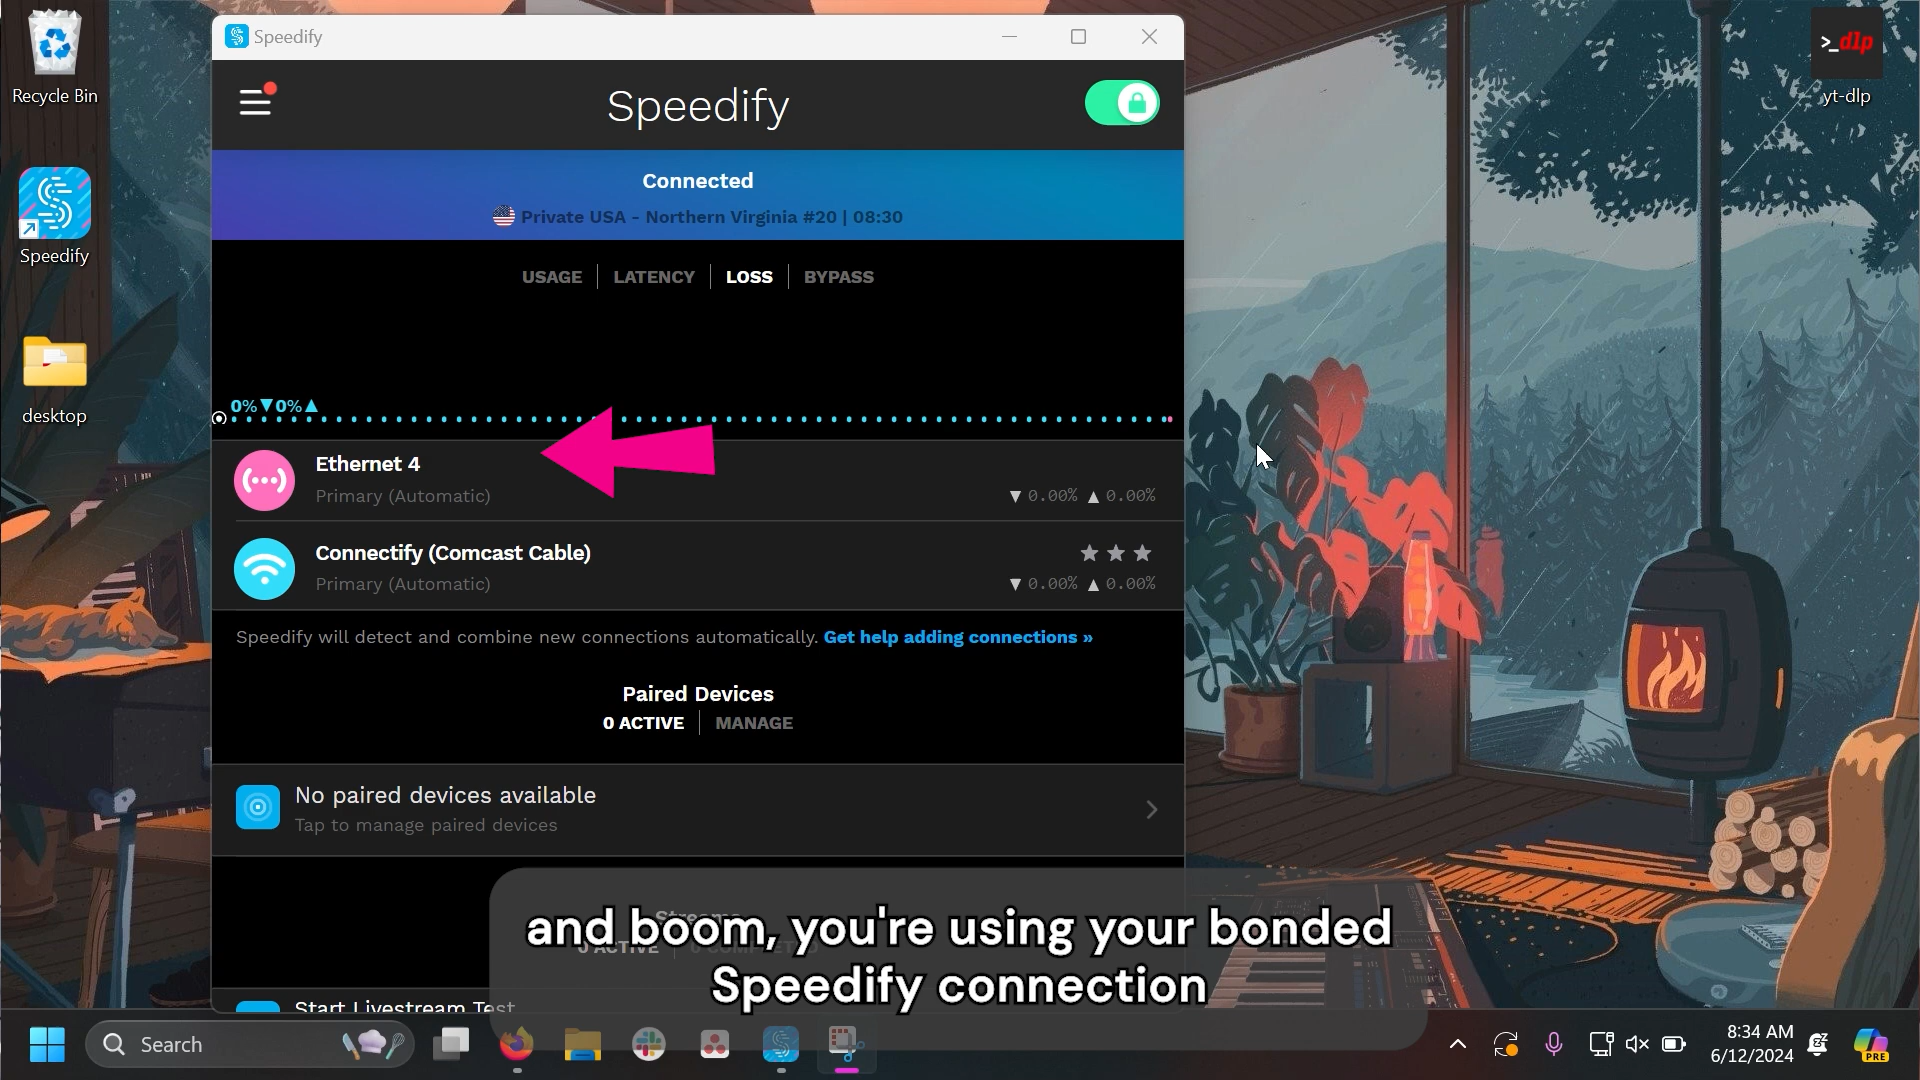 Speedify
Recycle Bin
>_dlp
yt-dlp
Speedify
Connected
Private USA - Northern Virginia #20 | 08:30
USAGE | LATENCY | LOSS | BYPASS
Speedify
desktop
0%▼0%▲
Ethernet 4
Primary (Automatic)
▼ 0.00% ▲ 0.00%
Connectify (Comcast Cable)
★ ★ ★
Primary (Automatic)
▼ 0.00% ▲ 0.00%
Speedify will detect and combine new connections automatically. Get help adding connections »
Paired Devices
0 ACTIVE | MANAGE
No paired devices available
Tap to manage paired devices
Streams
0 ACTIVE
and boom, you're using your bonded
Speedify connection
Start Livestream Test
Search
8:34 AM
6/12/2024
PRE